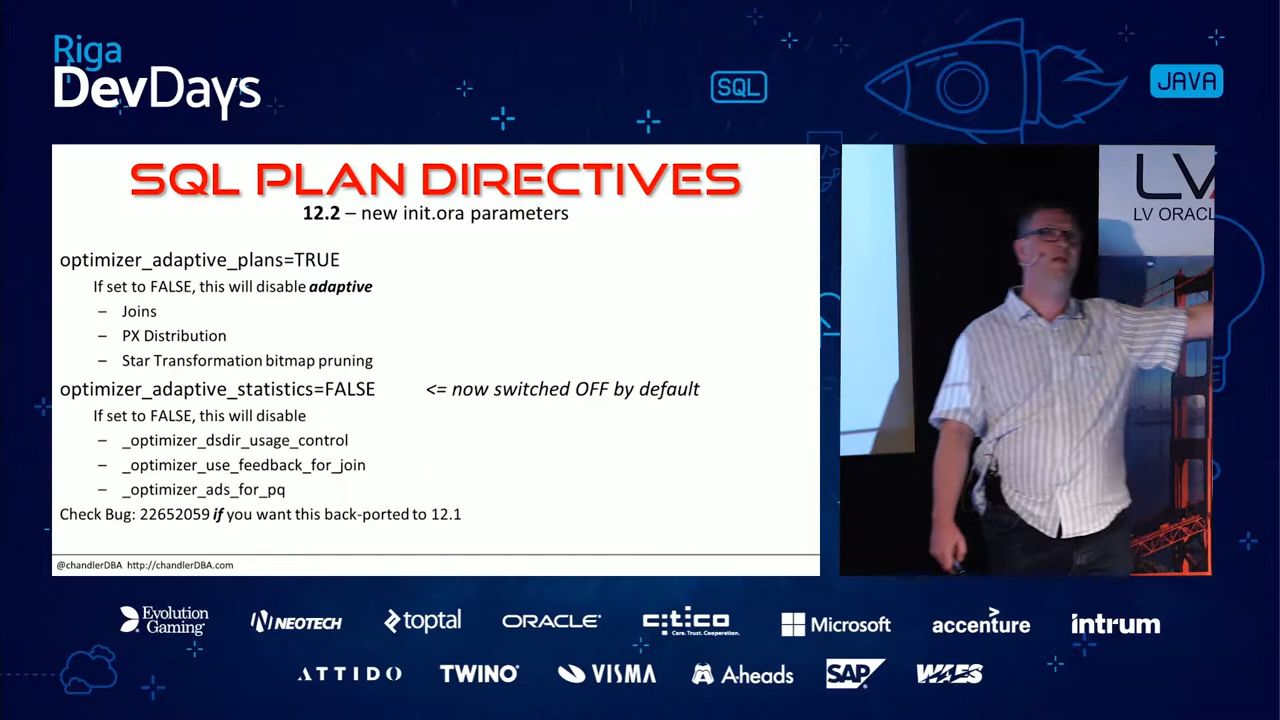 Riga
DevDays
SQL
JAVA
SQL PLAN DIRECTIVES
12.2 – new init.ora parameters
optimizer_adaptive_plans=TRUE
If set to FALSE, this will disable adaptive
– Joins
– PX Distribution
– Star Transformation bitmap pruning
optimizer_adaptive_statistics=FALSE <= now switched OFF by default
If set to FALSE, this will disable
– _optimizer_dsdir_usage_control
– _optimizer_use_feedback_for_join
– _optimizer_ads_for_pq
Check Bug: 22652059 if you want this back-ported to 12.1
@chandlerDBA http://chandlerDBA.com
LV
LV ORACL
Evolution
Gaming
NEOTECH
toptal
ORACLE
citico
Care. Trust. Cooperation.
Microsoft
accenture
intrum
ATTIDO
TWINO
VISMA
A-heads
SAP
WAES